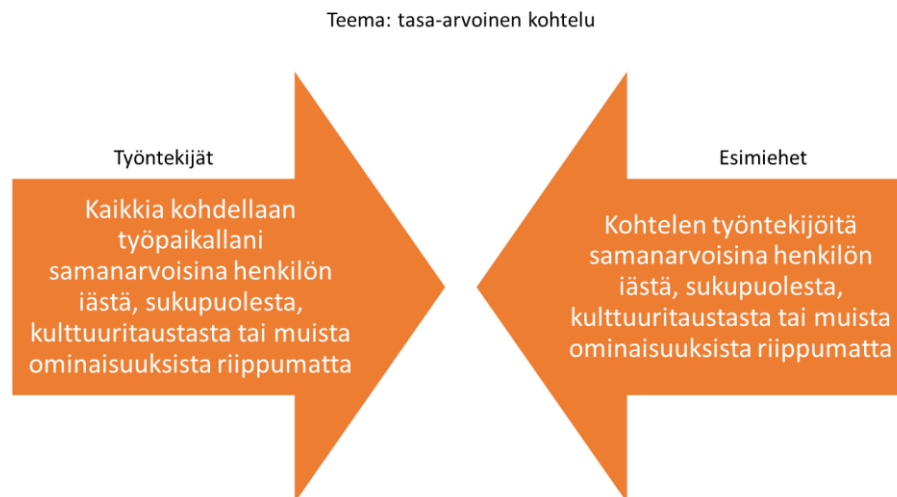 Teema: tasa-arvoinen kohtelu
Työntekijät
Kaikkia kohdellaan
työpaikallani
samanarvoisina henkilön
iästä, sukupuolesta,
kulttuuritaustasta tai muista
ominaisuuksista riippumatta
Esimiehet
Kohtelen työntekijöitä
samanarvoisina henkilön
iästä, sukupuolesta,
kulttuuritaustasta tai muista
ominaisuuksista riippumatta